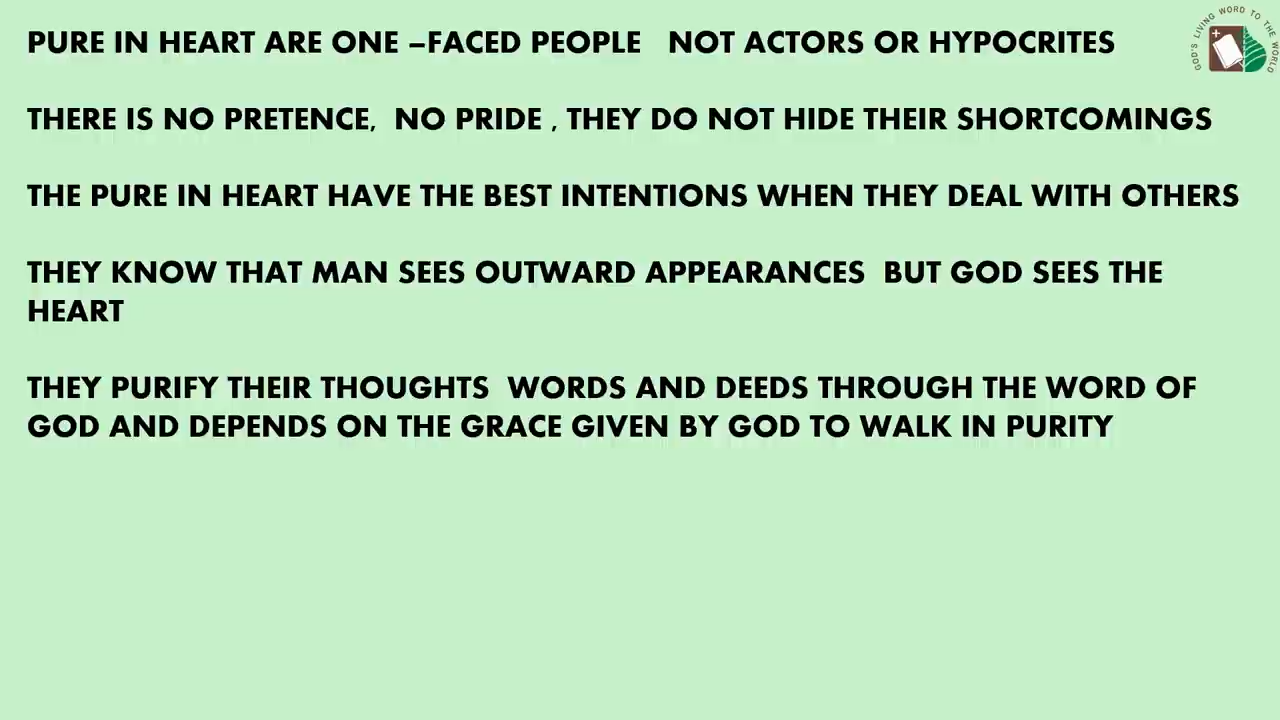 PURE IN HEART ARE ONE –FACED PEOPLE   NOT ACTORS OR HYPOCRITES
THERE IS NO PRETENCE,  NO PRIDE , THEY DO NOT HIDE THEIR SHORTCOMINGS
THE PURE IN HEART HAVE THE BEST INTENTIONS WHEN THEY DEAL WITH OTHERS
THEY KNOW THAT MAN SEES OUTWARD APPEARANCES  BUT GOD SEES THE
HEART
THEY PURIFY THEIR THOUGHTS  WORDS AND DEEDS THROUGH THE WORD OF
GOD AND DEPENDS ON THE GRACE GIVEN BY GOD TO WALK IN PURITY
GOD'S LIVING WORD TO THE WORLD